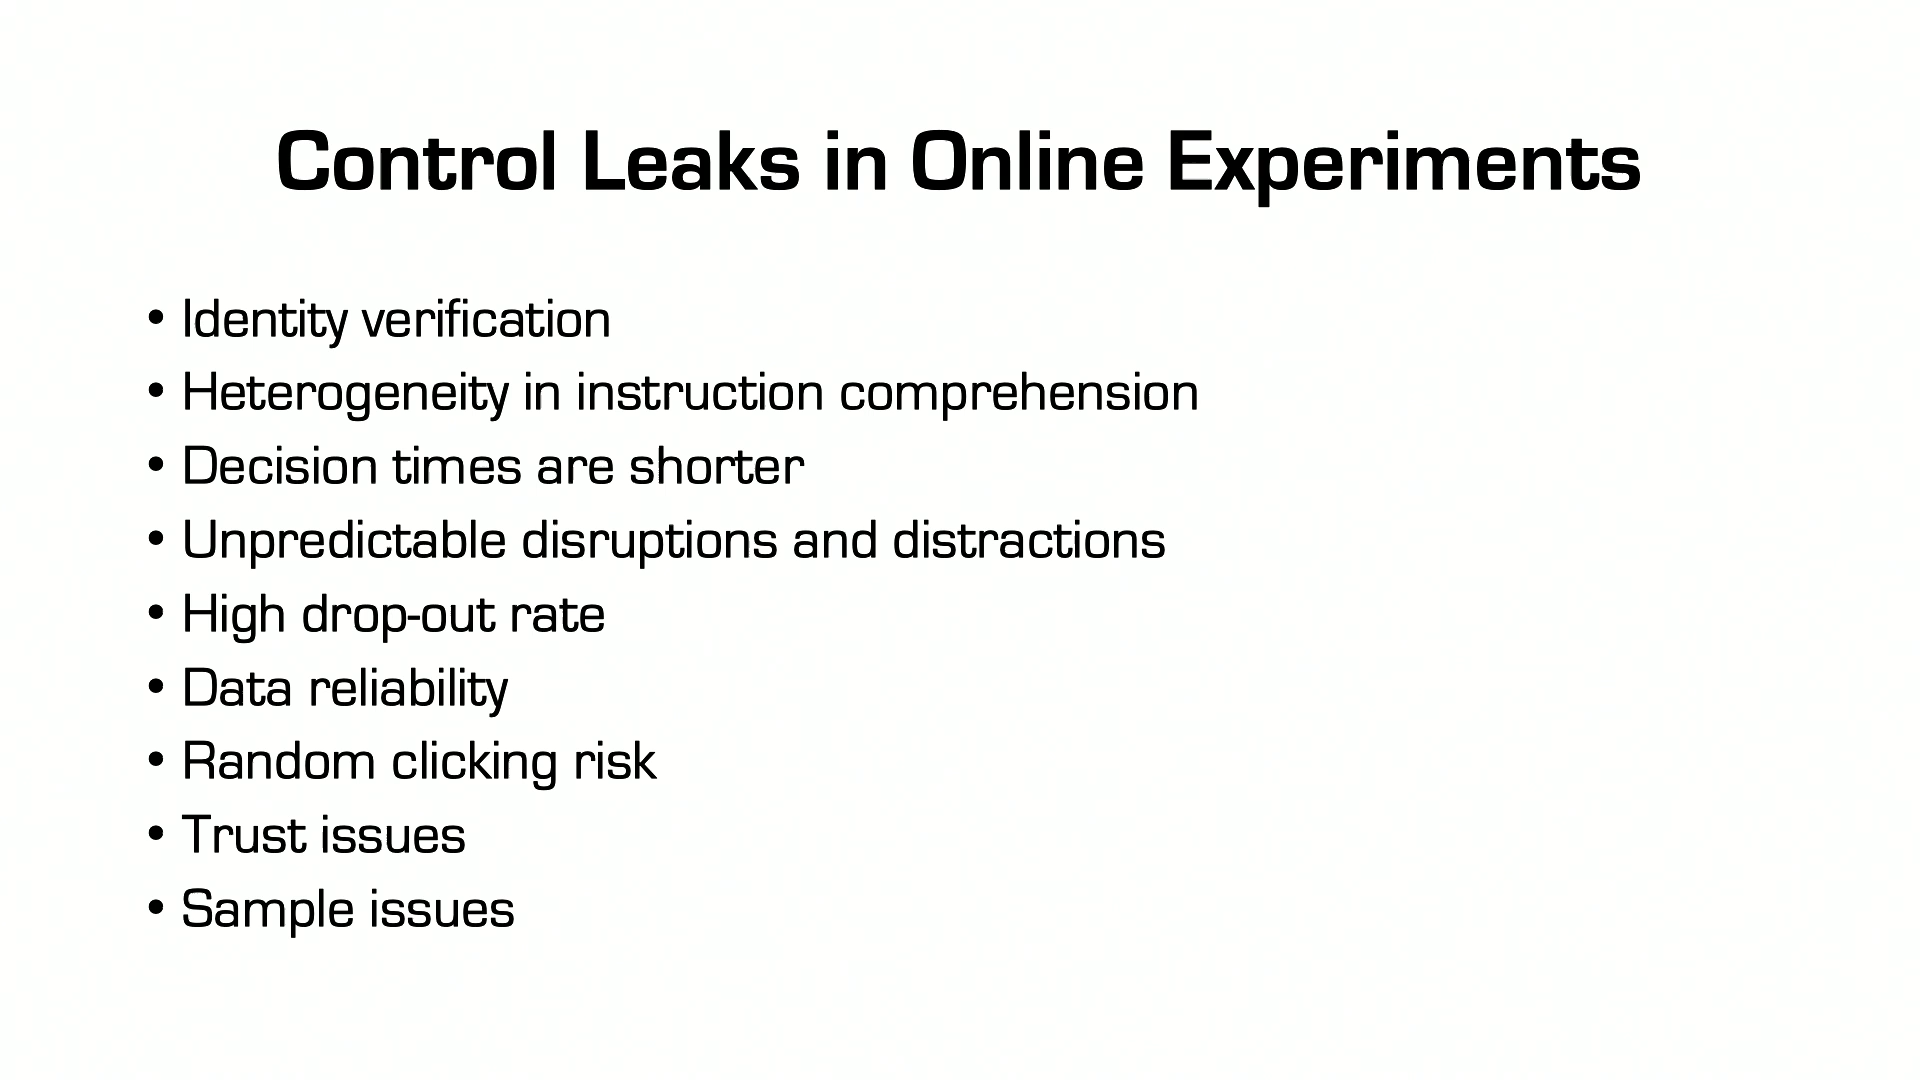 Control Leaks in Online Experiments
• Identity verification
• Heterogeneity in instruction comprehension
• Decision times are shorter
• Unpredictable disruptions and distractions
• High drop-out rate
• Data reliability
• Random clicking risk
• Trust issues
• Sample issues